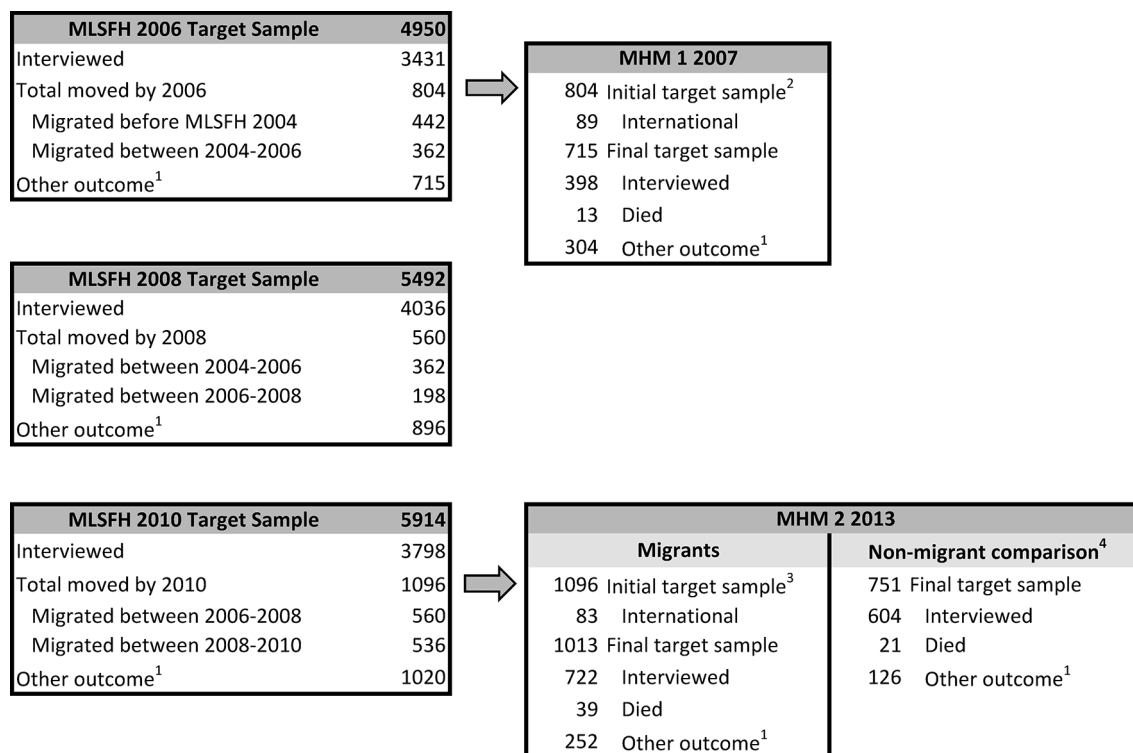 MLSFH 2006 Target Sample 4950
Interviewed 3431
Total moved by 2006 804
Migrated before MLSFH 2004 442
Migrated between 2004-2006 362
Other outcome1 715
MHM 1 2007
804 Initial target sample2
89 International
715 Final target sample
398 Interviewed
13 Died
304 Other outcome1
MLSFH 2008 Target Sample 5492
Interviewed 4036
Total moved by 2008 560
Migrated between 2004-2006 362
Migrated between 2006-2008 198
Other outcome1 896
MLSFH 2010 Target Sample 5914
Interviewed 3798
Total moved by 2010 1096
Migrated between 2006-2008 560
Migrated between 2008-2010 536
Other outcome1 1020
MHM 2 2013
Migrants
1096 Initial target sample3
83 International
1013 Final target sample
722 Interviewed
39 Died
252 Other outcome1
Non-migrant comparison4
751 Final target sample
604 Interviewed
21 Died
126 Other outcome1